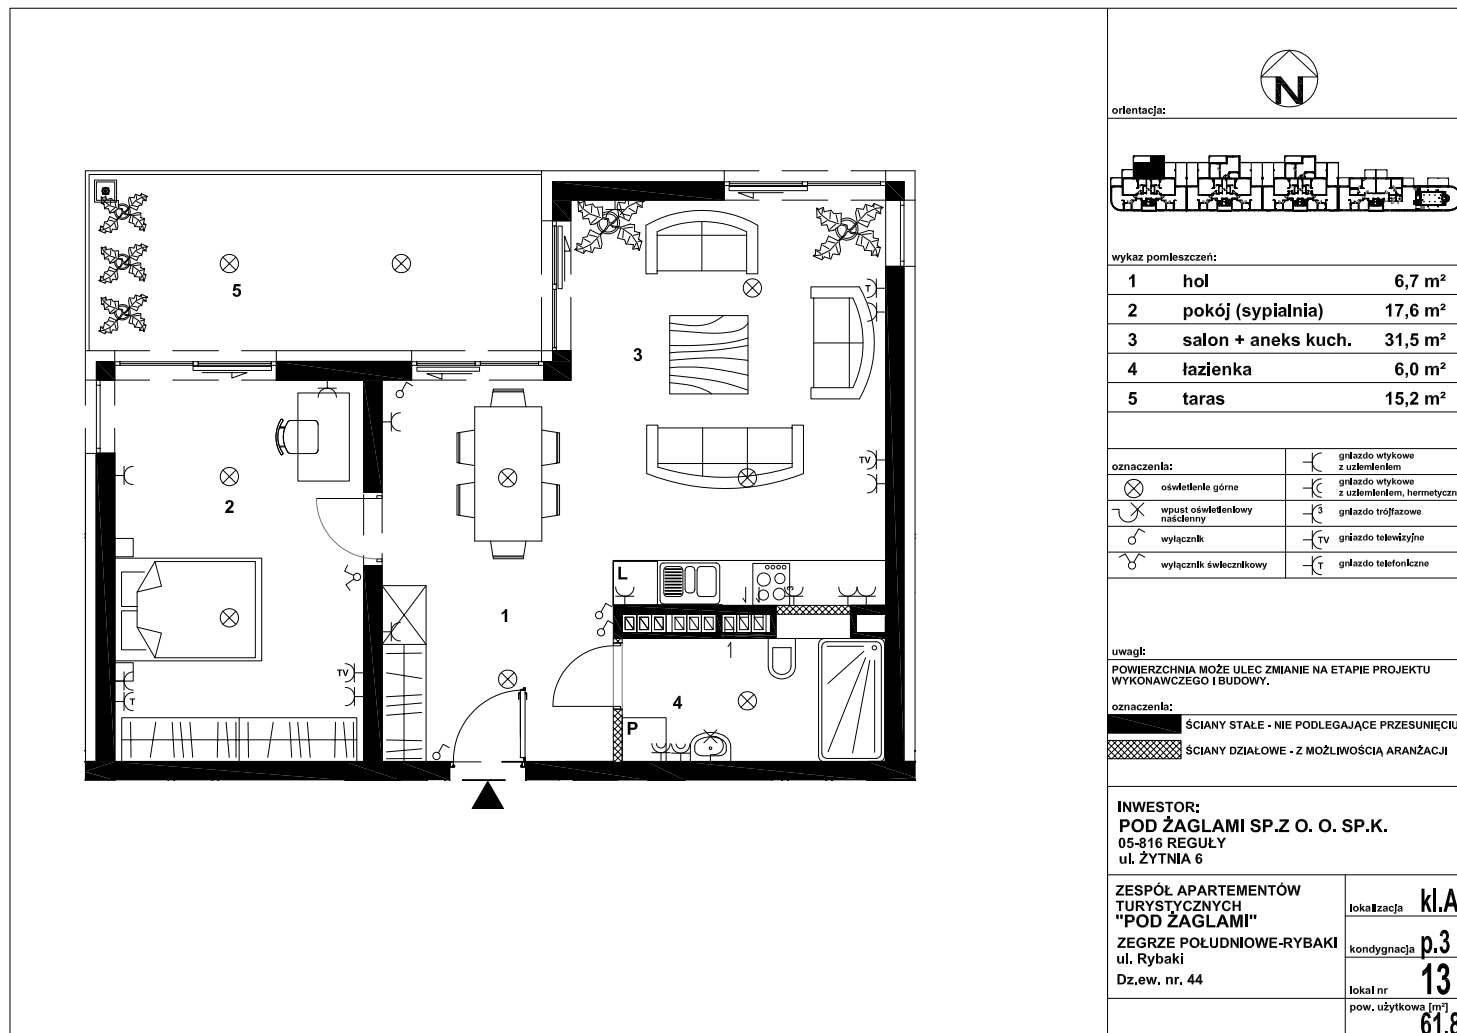 N
orientacja:
wykaz pomieszczeń:
1 hol 6,7 m²
2 pokój (sypialnia) 17,6 m²
3 salon + aneks kuch. 31,5 m²
4 łazienka 6,0 m²
5 taras 15,2 m²
oznaczenia:
oświetlenie górne
wpust oświetleniowy
naścienny
wyłącznik
wyłącznik świecznikowy
gniazdo wtykowe
z uziemieniem
gniazdo wtykowe
z uziemieniem, hermetyczn
3 gniazdo trójfazowe
TV gniazdo telewizyjne
T gniazdo telefoniczne
uwagi:
POWIERZCHNIA MOŻE ULEC ZMIANIE NA ETAPIE PROJEKTU
WYKONAWCZEGO I BUDOWY.
oznaczenia:
ŚCIANY STAŁE - NIE PODLEGAJĄCE PRZESUNIĘCIU
ŚCIANY DZIAŁOWE - Z MOŻLIWOŚCIĄ ARANŻACJI
INWESTOR:
POD ŻAGLAMI SP.Z O. O. SP.K.
05-816 REGUŁY
ul. ŻYTNIA 6
ZESPÓŁ APARTEMENTÓW
TURYSTYCZNYCH
"POD ŻAGLAMI"
ZEGRZE POŁUDNIOWE-RYBAKI
ul. Rybaki
Dz.ew. nr. 44
lokalizacja kl.A
kondygnacja p.3
lokal nr 13
pow. użytkowa [m²]
61.8
5
3
T
TV
2
1
L
3
TV
T
4
P